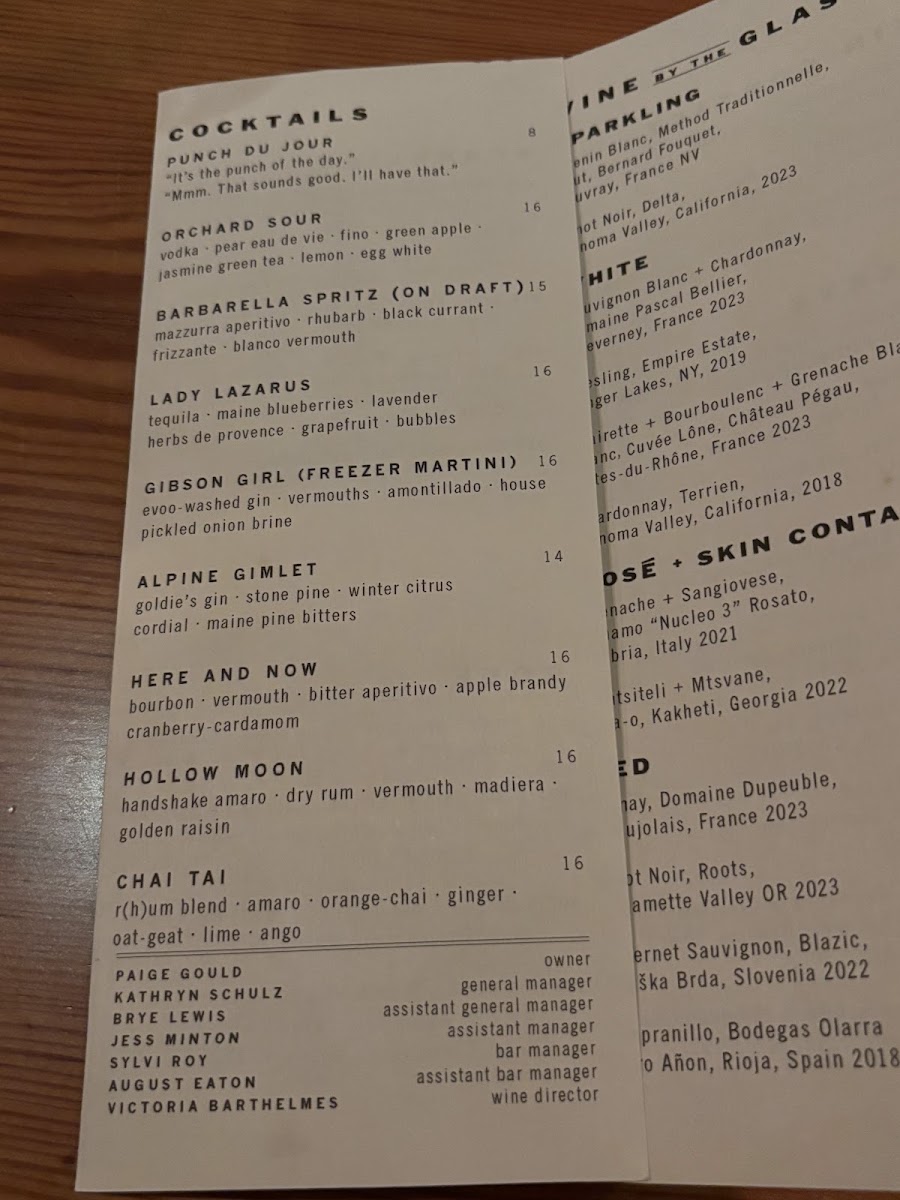 COCKTAILS
PUNCH DU JOUR 8
“It’s the punch of the day.”
“Mmm. That sounds good. I’ll have that.”
ORCHARD SOUR 16
vodka · pear eau de vie · fino · green apple ·
jasmine green tea · lemon · egg white
BARBARELLA SPRITZ (ON DRAFT) 15
mazzurra aperitivo · rhubarb · black currant ·
frizzante · blanco vermouth
LADY LAZARUS 16
tequila · maine blueberries · lavender
herbs de provence · grapefruit · bubbles
GIBSON GIRL (FREEZER MARTINI) 16
evoo-washed gin · vermouths · amontillado · house
pickled onion brine
ALPINE GIMLET 14
goldie’s gin · stone pine · winter citrus
cordial · maine pine bitters
HERE AND NOW 16
bourbon · vermouth · bitter aperitivo · apple brandy
cranberry-cardamom
HOLLOW MOON 16
handshake amaro · dry rum · vermouth · madiera ·
golden raisin
CHAI TAI 16
r(h)um blend · amaro · orange-chai · ginger ·
oat-geat · lime · ango
PAIGE GOULD owner
KATHRYN SCHULZ general manager
BRYE LEWIS assistant general manager
JESS MINTON assistant manager
SYLVI ROY bar manager
AUGUST EATON assistant bar manager
VICTORIA BARTHELMES wine director
INE BY THE GLAS
PARKLING
enin Blanc, Method Traditionnelle,
ut, Bernard Fouquet,
uvray, France NV
not Noir, Delta,
noma Valley, California, 2023
HITE
uvignon Blanc + Chardonnay,
maine Pascal Bellier,
everney, France 2023
esling, Empire Estate,
ger Lakes, NY, 2019
airette + Bourboulenc + Grenache Bla
anc, Cuvée Lône, Château Pégau,
tes-du-Rhône, France 2023
ardonnay, Terrien,
noma Valley, California, 2018
OSÉ + SKIN CONTA
nache + Sangiovese,
amo “Nucleo 3” Rosato,
bria, Italy 2021
tsiteli + Mtsvane,
a-o, Kakheti, Georgia 2022
ED
nay, Domaine Dupeuble,
ujolais, France 2023
ot Noir, Roots,
amette Valley OR 2023
ernet Sauvignon, Blazic,
ška Brda, Slovenia 2022
pranillo, Bodegas Olarra
o Añon, Rioja, Spain 2018